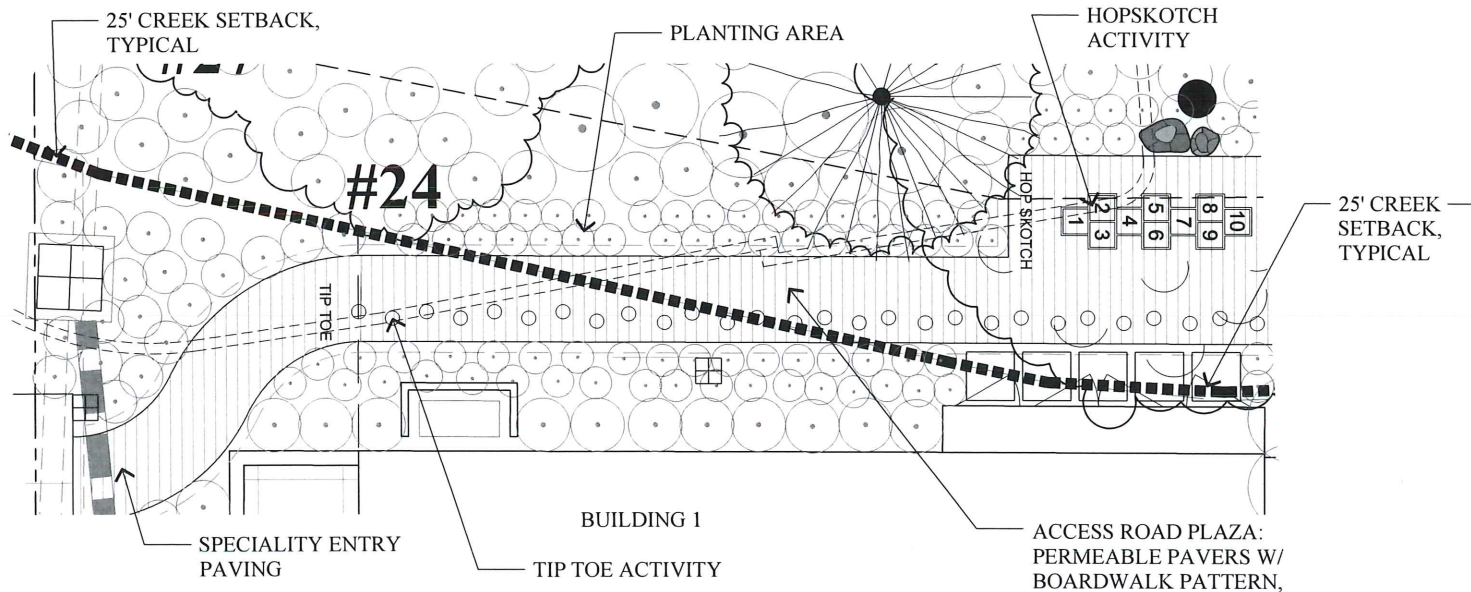 25' CREEK SETBACK,
TYPICAL
PLANTING AREA
HOPSKOTCH
ACTIVITY
#24
HOP SKOTCH
1
2
3
4
5
6
7
8
9
10
25' CREEK
SETBACK,
TYPICAL
TIP TOE
BUILDING 1
SPECIALITY ENTRY
PAVING
TIP TOE ACTIVITY
ACCESS ROAD PLAZA:
PERMEABLE PAVERS W/
BOARDWALK PATTERN,